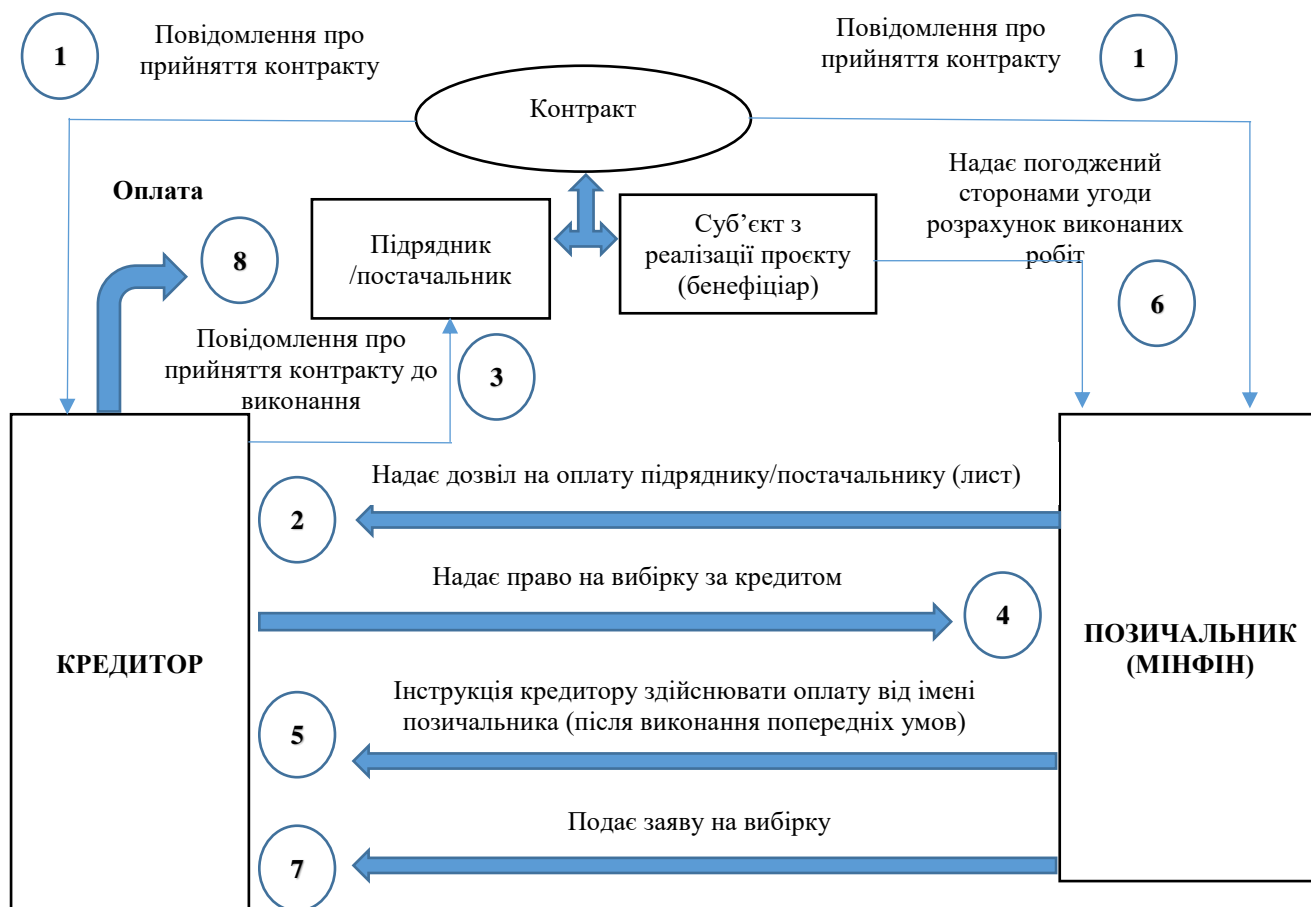 1
Повідомлення про
прийняття контракту
Повідомлення про
прийняття контракту
1
Контракт
Оплата
8
Підрядник
/постачальник
Суб’єкт з
реалізації проєкту
(бенефіціар)
Надає погоджений
сторонами угоди
розрахунок виконаних
робіт
6
Повідомлення про
прийняття контракту до
виконання
3
Надає дозвіл на оплату підряднику/постачальнику (лист)
2
Надає право на вибірку за кредитом
4
КРЕДИТОР
ПОЗИЧАЛЬНИК
(МІНФІН)
Інструкція кредитору здійснювати оплату від імені
позичальника (після виконання попередніх умов)
5
Подає заяву на вибірку
7